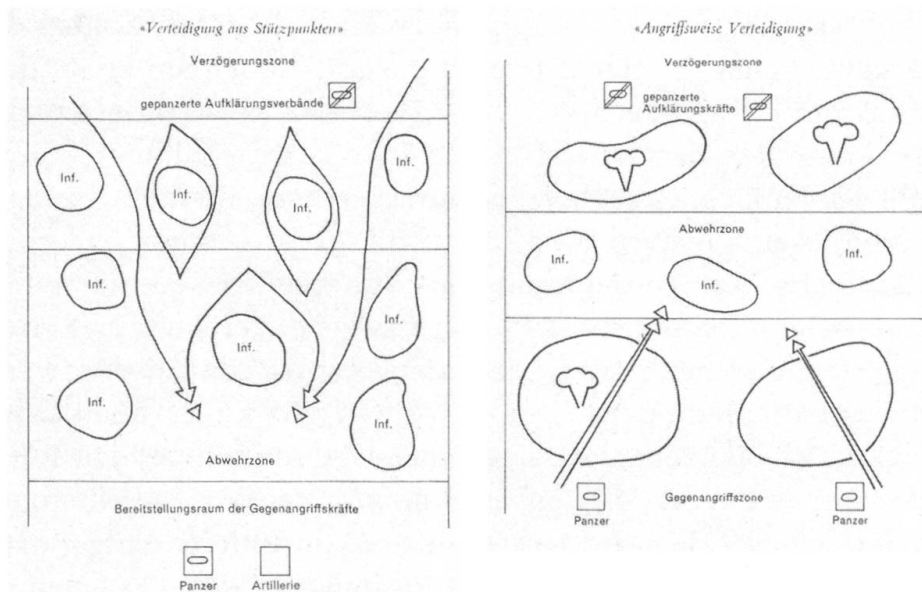 «Verteidigung aus Stützpunkten»
Verzögerungszone
gepanzerte Aufklärungsverbände
Inf.
Inf.
Inf.
Inf.
Inf.
Inf.
Inf.
Inf.
Inf.
Abwehrzone
Bereitstellungsraum der Gegenangriffskräfte
Panzer
Artillerie
«Angriffsweise Verteidigung»
Verzögerungszone
gepanzerte
Aufklärungskräfte
Abwehrzone
Inf.
Inf.
Inf.
Gegenangriffszone
Panzer
Panzer